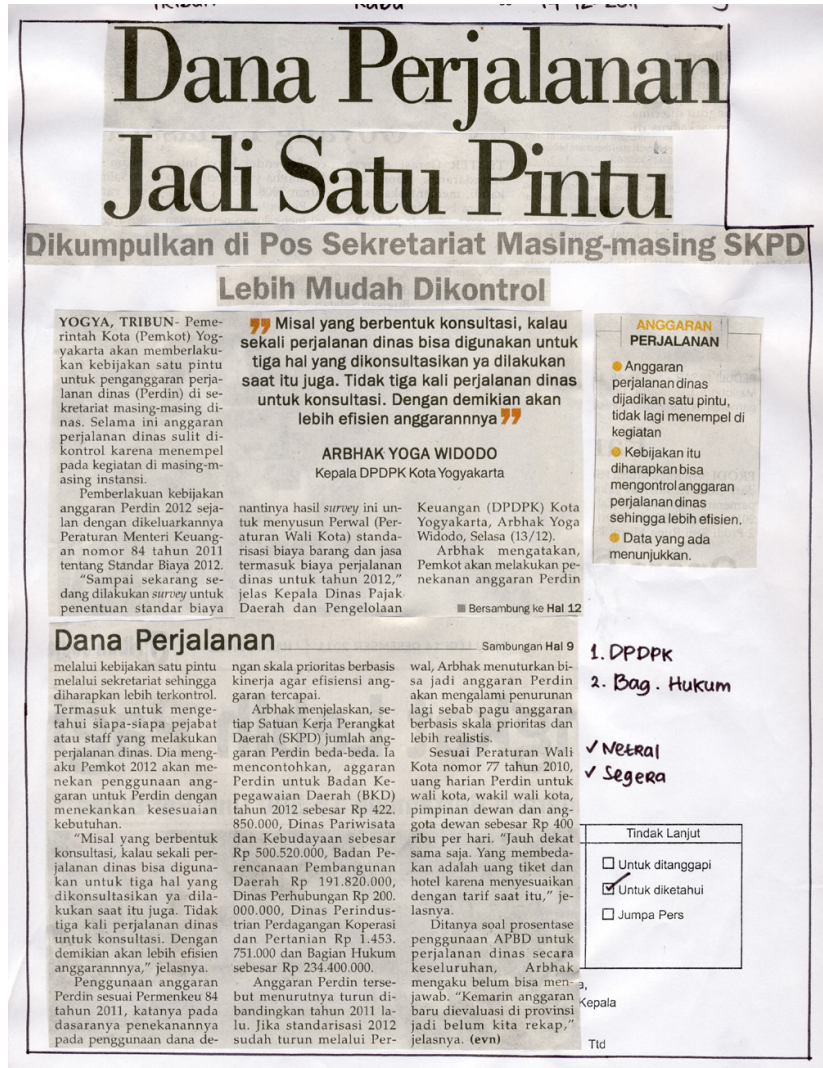 Dana Perjalanan
Jadi Satu Pintu
Dikumpulkan di Pos Sekretariat Masing-masing SKPD
Lebih Mudah Dikontrol
YOGYA, TRIBUN- Peme-
rintah Kota (Pemkot) Yog-
yakarta akan memberlaku-
kan kebijakan satu pintu
untuk penganggaran perja-
lanan dinas (Perdin) di se-
kretariat masing-masing di-
nas. Selama ini anggaran
perjalanan dinas sulit di-
kontrol karena menempel
pada kegiatan di masing-m-
asing instansi.
Pemberlakuan kebijakan
anggaran Perdin 2012 seja-
lan dengan dikeluarkannya
Peraturan Menteri Keuang-
an nomor 84 tahun 2011
tentang Standar Biaya 2012.
"Sampai sekarang se-
dang dilakukan survey untuk
penentuan standar biaya
Misal yang berbentuk konsultasi, kalau
sekali perjalanan dinas bisa digunakan untuk
tiga hal yang dikonsultasikan ya dilakukan
saat itu juga. Tidak tiga kali perjalanan dinas
untuk konsultasi. Dengan demikian akan
lebih efisien anggarannnya
ARBHAK YOGA WIDODO
Kepala DPDPK Kota Yogyakarta
nantinya hasil survey ini un-
tuk menyusun Perwal (Per-
aturan Wali Kota) standa-
risasi biaya barang dan jasa
termasuk biaya perjalanan
dinas untuk tahun 2012,"
jelas Kepala Dinas Pajak
Daerah dan Pengelolaan
Keuangan (DPDPK) Kota
Yogyakarta, Arbhak Yoga
Widodo, Selasa (13/12).
Arbhak mengatakan,
Pemkot akan melakukan pe-
nekanan anggaran Perdin
Bersambung ke Hal 12
ANGGARAN
PERJALANAN
Anggaran
perjalanan dinas
dijadikan satu pintu,
tidak lagi menempel di
kegiatan
Kebijakan itu
diharapkan bisa
mengontrol anggaran
perjalanan dinas
sehingga lebih efisien.
Data yang ada
menunjukkan.
Dana Perjalanan
Sambungan Hal 9
melalui kebijakan satu pintu
melalui sekretariat sehingga
diharapkan lebih terkontrol.
Termasuk untuk menge-
tahui siapa-siapa pejabat
atau staff yang melakukan
perjalanan dinas. Dia meng-
aku Pemkot 2012 akan me-
nekan penggunaan ang-
garan untuk Perdin dengan
menekankan kesesuaian
kebutuhan.
"Misal yang berbentuk
konsultasi, kalau sekali per-
jalanan dinas bisa diguna-
kan untuk tiga hal yang
dikonsultasikan ya dila-
kukan saat itu juga. Tidak
tiga kali perjalanan dinas
untuk konsultasi. Dengan
demikian akan lebih efisien
anggarannnya," jelasnya.
Penggunaan anggaran
Perdin sesuai Permenkeu 84
tahun 2011, katanya pada
dasaranya penekanannya
pada penggunaan dana de-
ngan skala prioritas berbasis
kinerja agar efisiensi ang-
garan tercapai.
Arbhak menjelaskan, se-
tiap Satuan Kerja Perangkat
Daerah (SKPD) jumlah ang-
garan Perdin beda-beda. Ia
mencontohkan, aggaran
Perdin untuk Badan Ke-
pegawaian Daerah (BKD)
tahun 2012 sebesar Rp 422.
850.000, Dinas Pariwisata
dan Kebudayaan sebesar
Rp 500.520.000, Badan Pe-
rencanaan Pembangunan
Daerah Rp 191.820.000,
Dinas Perhubungan Rp 200.
000.000, Dinas Perindus-
trian Perdagangan Koperasi
dan Pertanian Rp 1.453.
751.000 dan Bagian Hukum
sebesar Rp 234.400.000.
Anggaran Perdin terse-
but menurutnya turun di-
bandingkan tahun 2011 la-
lu. Jika standarisasi 2012
sudah turun melalui Per-
wal, Arbhak menuturkan bi-
sa jadi anggaran Perdin
akan mengalami penurunan
lagi sebab pagu anggaran
berbasis skala prioritas dan
lebih realistis.
Sesuai Peraturan Wali
Kota nomor 77 tahun 2010,
uang harian Perdin untuk
wali kota, wakil wali kota,
pimpinan dewan dan ang-
gota dewan sebesar Rp 400
ribu per hari. "Jauh dekat
sama saja. Yang membeda-
kan adalah uang tiket dan
hotel karena menyesuaikan
dengan tarif saat itu," je-
lasnya.
Ditanya soal prosentase
penggunaan APBD untuk
perjalanan dinas secara
keseluruhan, Arbhak
mengaku belum bisa men-
jawab. "Kemarin anggaran
baru dievaluasi di provinsi
jadi belum kita rekap,"
jelasnya. (evn)
1. DPDPK
2. Bag. Hukum
✓ Netral
✓ Segera
Tindak Lanjut
☐ Untuk ditanggapi
☑ Untuk diketahui
☐ Jumpa Pers
a,
Kepala
Ttd